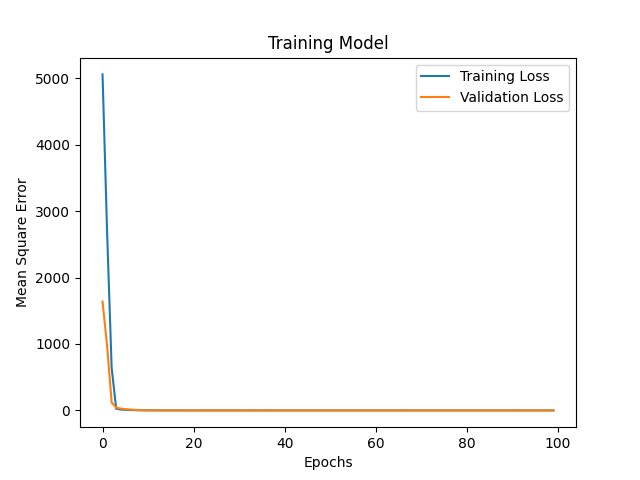 Training Model
Training Loss
Validation Loss
Mean Square Error
5000
4000
3000
2000
1000
0
0 20 40 60 80 100
Epochs